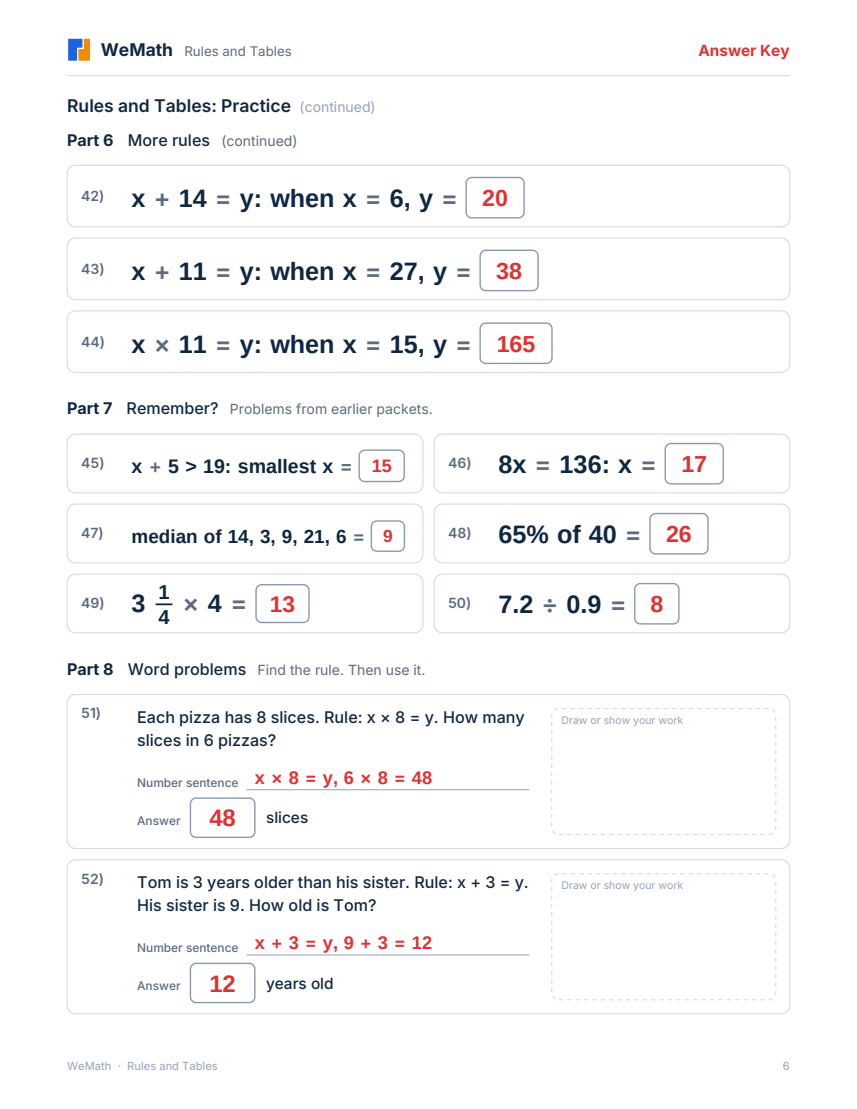 WeMath Rules and Tables Answer Key
Rules and Tables: Practice (continued)
Part 6 More rules (continued)
42) x + 14 = y: when x = 6, y = 20
43) x + 11 = y: when x = 27, y = 38
44) x × 11 = y: when x = 15, y = 165
Part 7 Remember? Problems from earlier packets.
45) x + 5 > 19: smallest x = 15
46) 8x = 136: x = 17
47) median of 14, 3, 9, 21, 6 = 9
48) 65% of 40 = 26
49) 3 1/4 × 4 = 13
50) 7.2 ÷ 0.9 = 8
Part 8 Word problems Find the rule. Then use it.
51) Each pizza has 8 slices. Rule: x × 8 = y. How many
slices in 6 pizzas?
Number sentence x × 8 = y, 6 × 8 = 48
Answer 48 slices
Draw or show your work
52) Tom is 3 years older than his sister. Rule: x + 3 = y.
His sister is 9. How old is Tom?
Number sentence x + 3 = y, 9 + 3 = 12
Answer 12 years old
Draw or show your work
WeMath · Rules and Tables 6